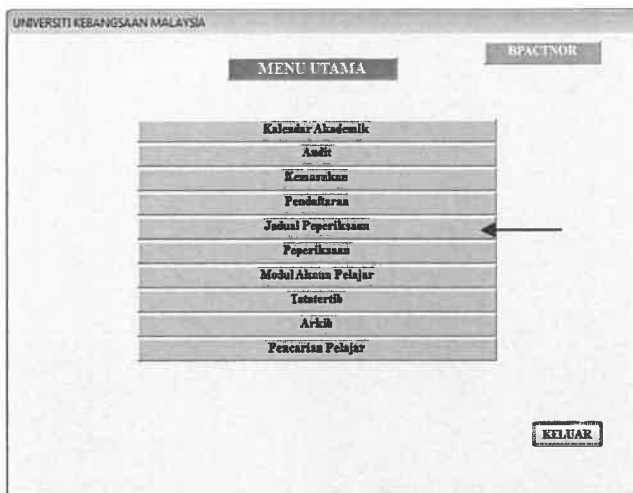 UNIVERSITI KEBANGSAAN MALAYSIA
BPACTNOR
MENU UTAMA
Kalendar Akademik
Audit
Kemasukan
Pendaftaran
Jadual Peperiksaan
Peperiksaan
Modul Akaun Pelajar
Tatatertib
Arkib
Pencarian Pelajar
KELUAR